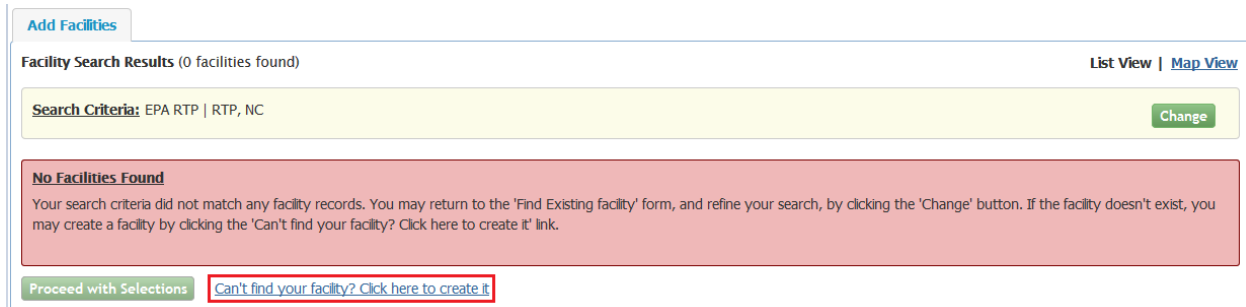 Add Facilities
Facility Search Results (0 facilities found)
List View | Map View
Search Criteria: EPA RTP | RTP, NC
Change
No Facilities Found
Your search criteria did not match any facility records. You may return to the 'Find Existing facility' form, and refine your search, by clicking the 'Change' button. If the facility doesn't exist, you
may create a facility by clicking the 'Can't find your facility? Click here to create it' link.
Proceed with Selections
Can't find your facility? Click here to create it